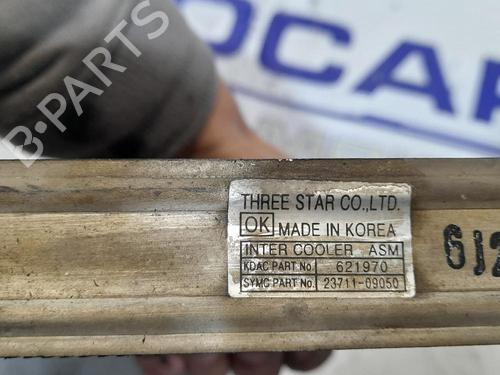 B-PARTS
OCAR
THREE STAR CO.,LTD.
OK MADE IN KOREA
INTER COOLER ASM
KDAC PART No. 621970
SYMC PART No. 23711-09050
612